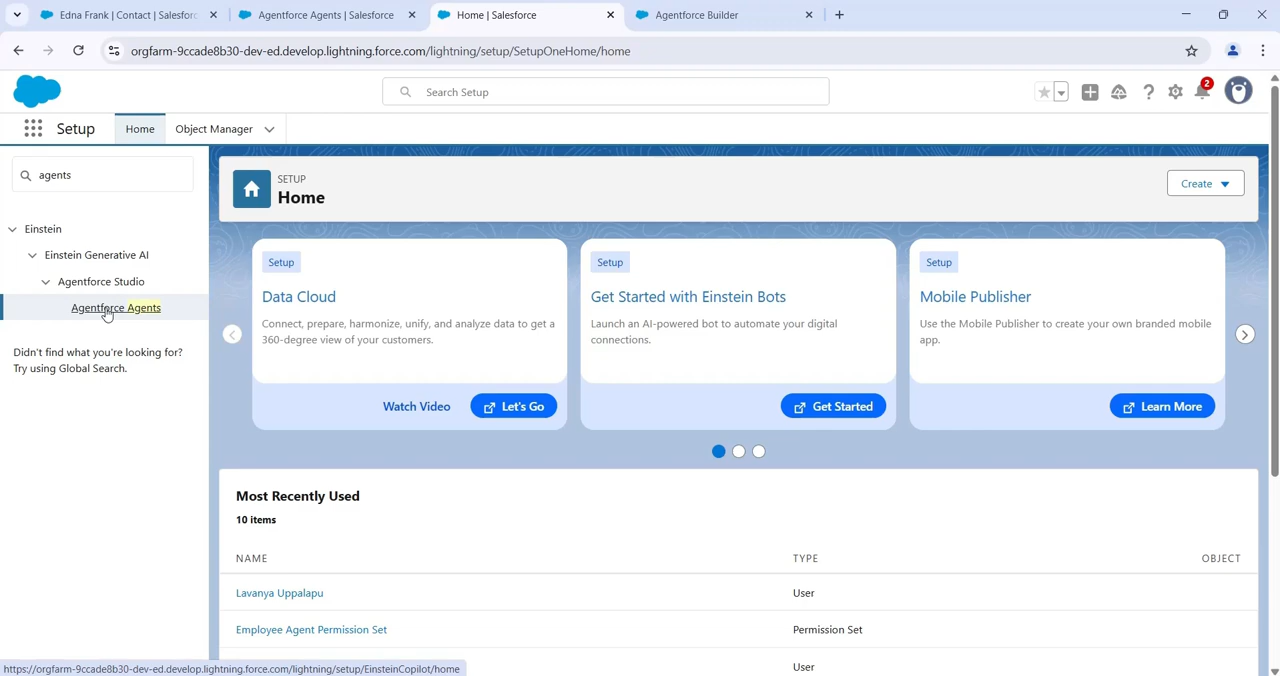 Edna Frank | Contact | Salesforc
Agentforce Agents | Salesforce
Home | Salesforce
Agentforce Builder
orgfarm-9ccade8b30-dev-ed.develop.lightning.force.com/lightning/setup/SetupOneHome/home
Search Setup
2
Setup
Home
Object Manager
agents
Einstein
Einstein Generative AI
Agentforce Studio
Agentforce Agents
Didn't find what you're looking for?
Try using Global Search.
SETUP
Home
Create
Setup
Data Cloud
Connect, prepare, harmonize, unify, and analyze data to get a
360-degree view of your customers.
Watch Video
Let's Go
Setup
Get Started with Einstein Bots
Launch an AI-powered bot to automate your digital
connections.
Get Started
Setup
Mobile Publisher
Use the Mobile Publisher to create your own branded mobile
app.
Learn More
Most Recently Used
10 items
NAME TYPE OBJECT
Lavanya Uppalapu User
Employee Agent Permission Set Permission Set
User
https://orgfarm-9ccade8b30-dev-ed.develop.lightning.force.com/lightning/setup/EinsteinCopilot/home